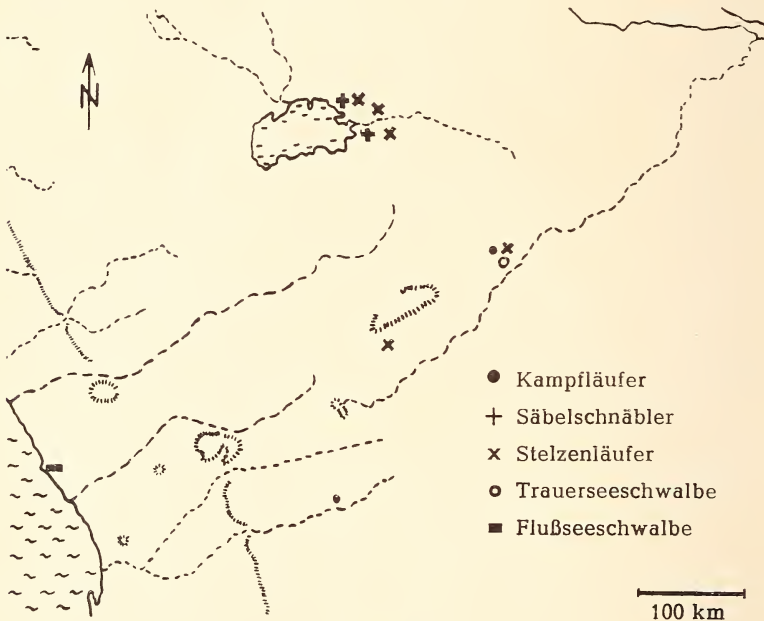 N
Kampfläufer
Säbelschnäbler
Stelzenläufer
Trauerseeschwalbe
Flußseeschwalbe
100 km